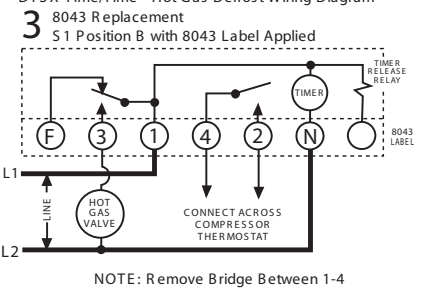 3 8043 Replacement
S1 Position B with 8043 Label Applied
TIMER
RELEASE
RELAY
TIMER
F 3 1 4 2 N
8043
LABEL
L1
LINE
HOT
GAS
VALVE
CONNECT ACROSS
COMPRESSOR
THERMOSTAT
L2
NOTE: Remove Bridge Between 1-4